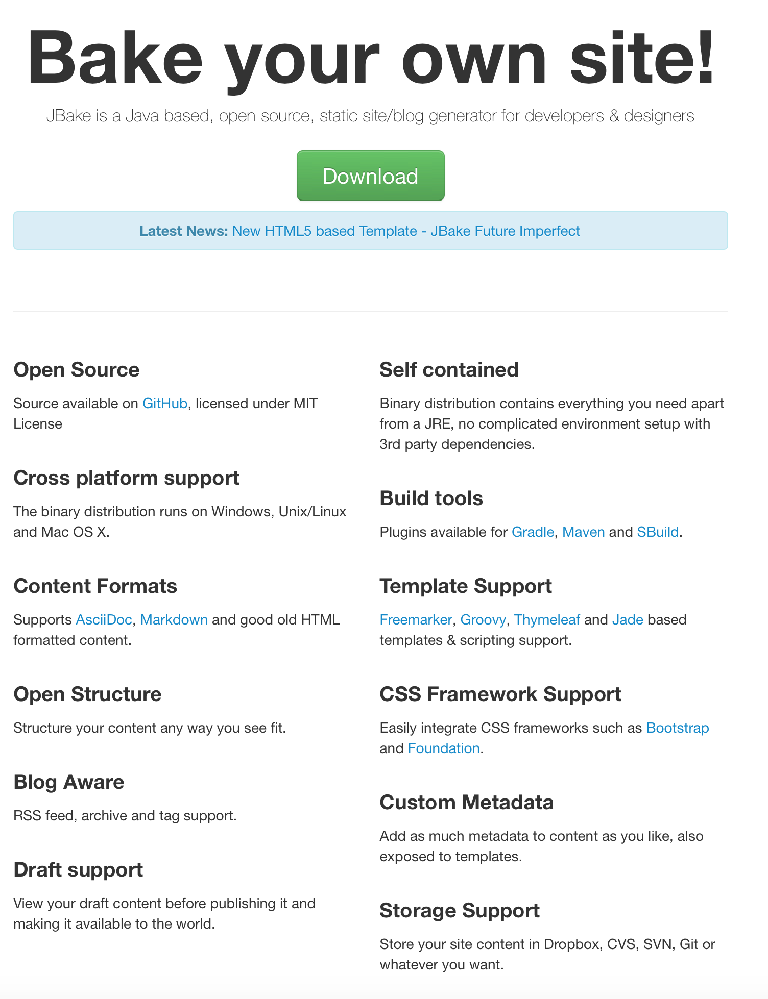 Bake your own site!
JBake is a Java based, open source, static site/blog generator for developers & designers
Download
Latest News: New HTML5 based Template - JBake Future Imperfect
Open Source
Source available on GitHub, licensed under MIT
License
Cross platform support
The binary distribution runs on Windows, Unix/Linux
and Mac OS X.
Content Formats
Supports AsciiDoc, Markdown and good old HTML
formatted content.
Open Structure
Structure your content any way you see fit.
Blog Aware
RSS feed, archive and tag support.
Draft support
View your draft content before publishing it and
making it available to the world.
Self contained
Binary distribution contains everything you need apart
from a JRE, no complicated environment setup with
3rd party dependencies.
Build tools
Plugins available for Gradle, Maven and SBuild.
Template Support
Freemarker, Groovy, Thymeleaf and Jade based
templates & scripting support.
CSS Framework Support
Easily integrate CSS frameworks such as Bootstrap
and Foundation.
Custom Metadata
Add as much metadata to content as you like, also
exposed to templates.
Storage Support
Store your site content in Dropbox, CVS, SVN, Git or
whatever you want.